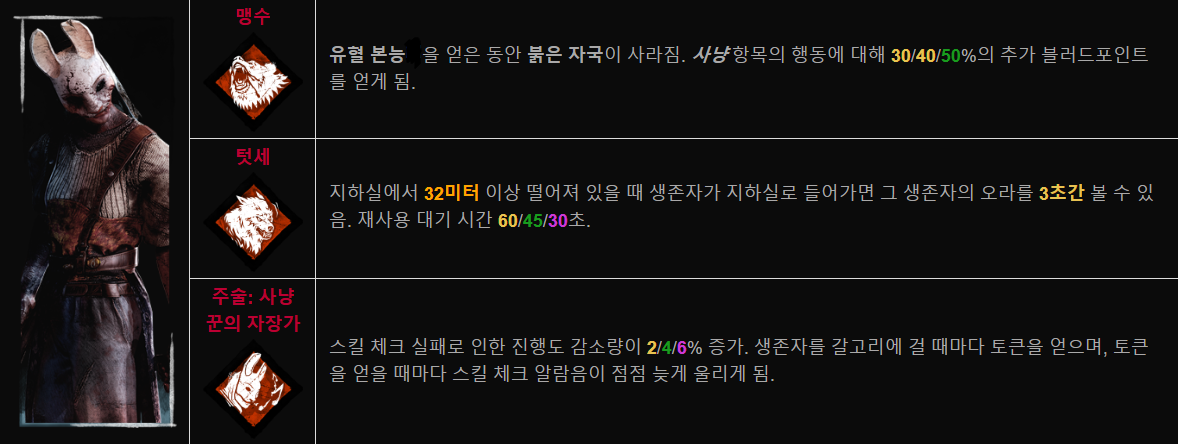 맹수
유혈 본능 을 얻은 동안 붉은 자국이 사라짐. 사냥 항목의 행동에 대해 30/40/50%의 추가 블러드포인트
를 얻게 됨.
텃세
지하실에서 32미터 이상 떨어져 있을 때 생존자가 지하실로 들어가면 그 생존자의 오라를 3초간 볼 수 있
음. 재사용 대기 시간 60/45/30초.
주술: 사냥
꾼의 자장가
스킬 체크 실패로 인한 진행도 감소량이 2/4/6% 증가. 생존자를 갈고리에 걸 때마다 토큰을 얻으며, 토큰
을 얻을 때마다 스킬 체크 알람음이 점점 늦게 울리게 됨.